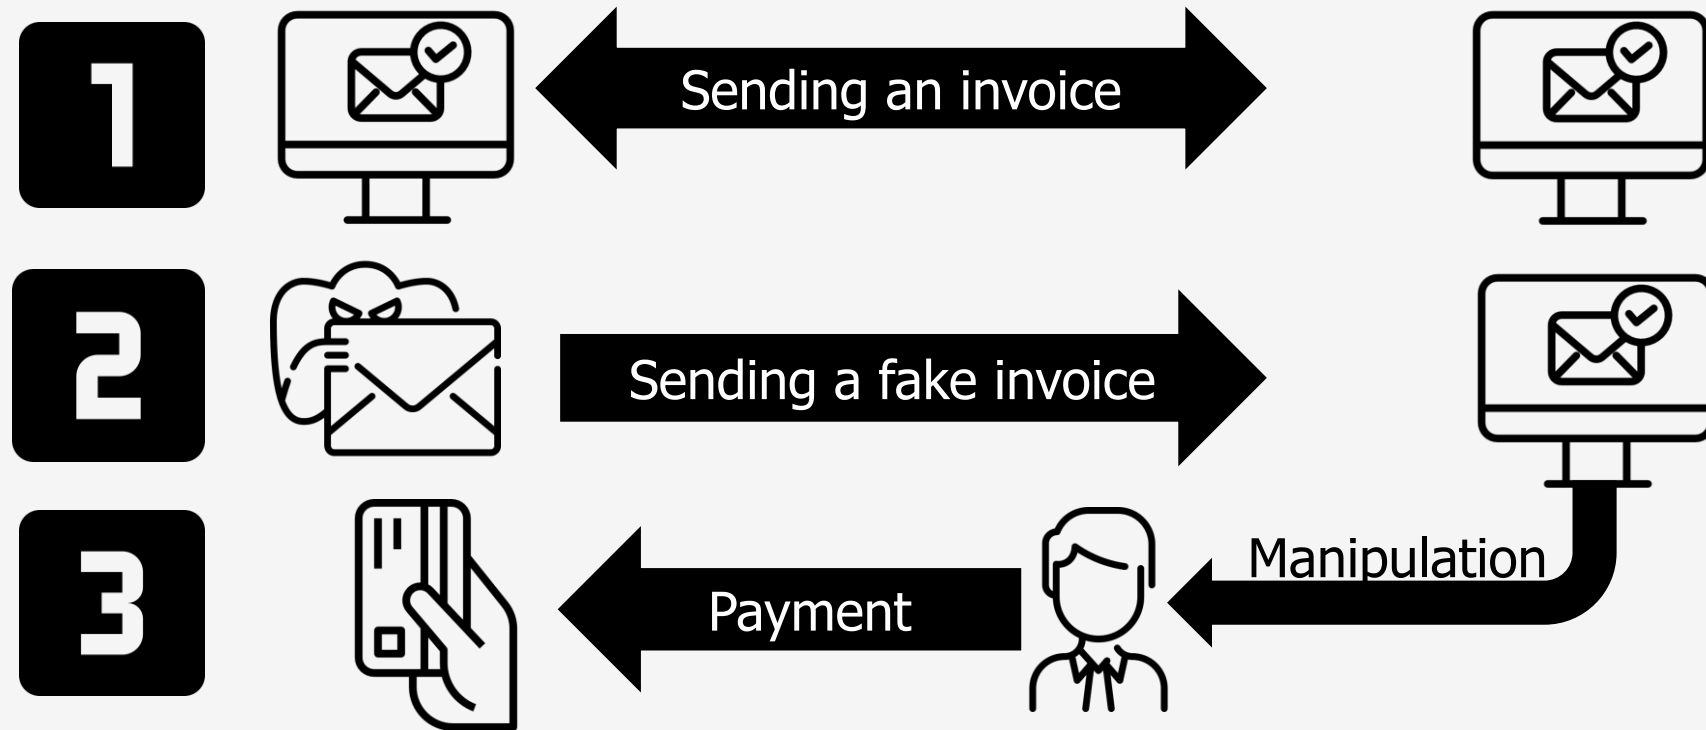 1
Sending an invoice
2
Sending a fake invoice
3
Manipulation
Payment